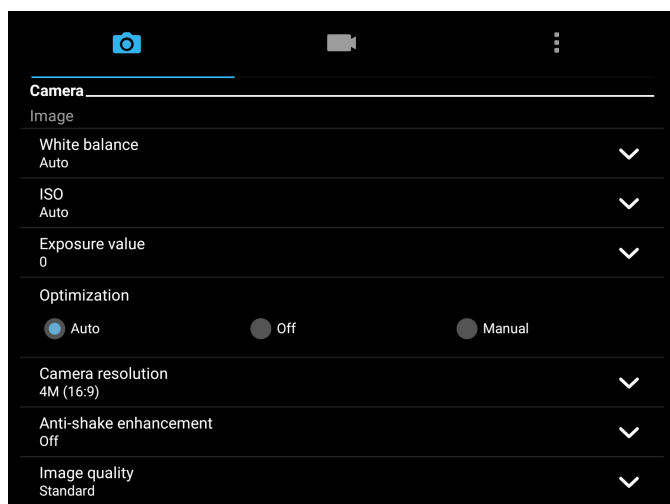 Camera
Image
White balance
Auto
ISO
Auto
Exposure value
0
Optimization
Auto Off Manual
Camera resolution
4M (16:9)
Anti-shake enhancement
Off
Image quality
Standard